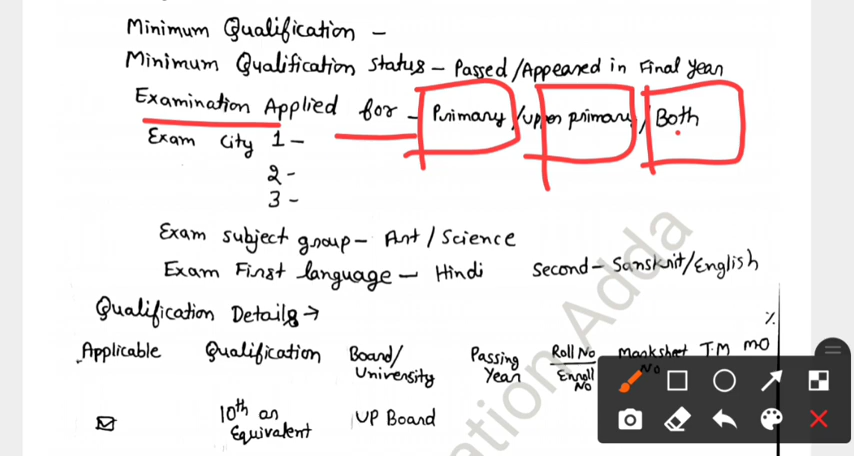 Minimum Qualification -
Minimum Qualification status - Passed/Appeared in Final year
Examination Applied for - Primary/upper primary/Both
Exam City 1-
2-
3-
Exam subject group - Art/Science
Exam First language - Hindi Second - Sanskrit/English
Qualification Details →
%
Applicable Qualification Board/University Passing Year Roll No/Enroll No Marksheet No T.M MO
☑ 10th or Equivalent UP Board
ation Adda